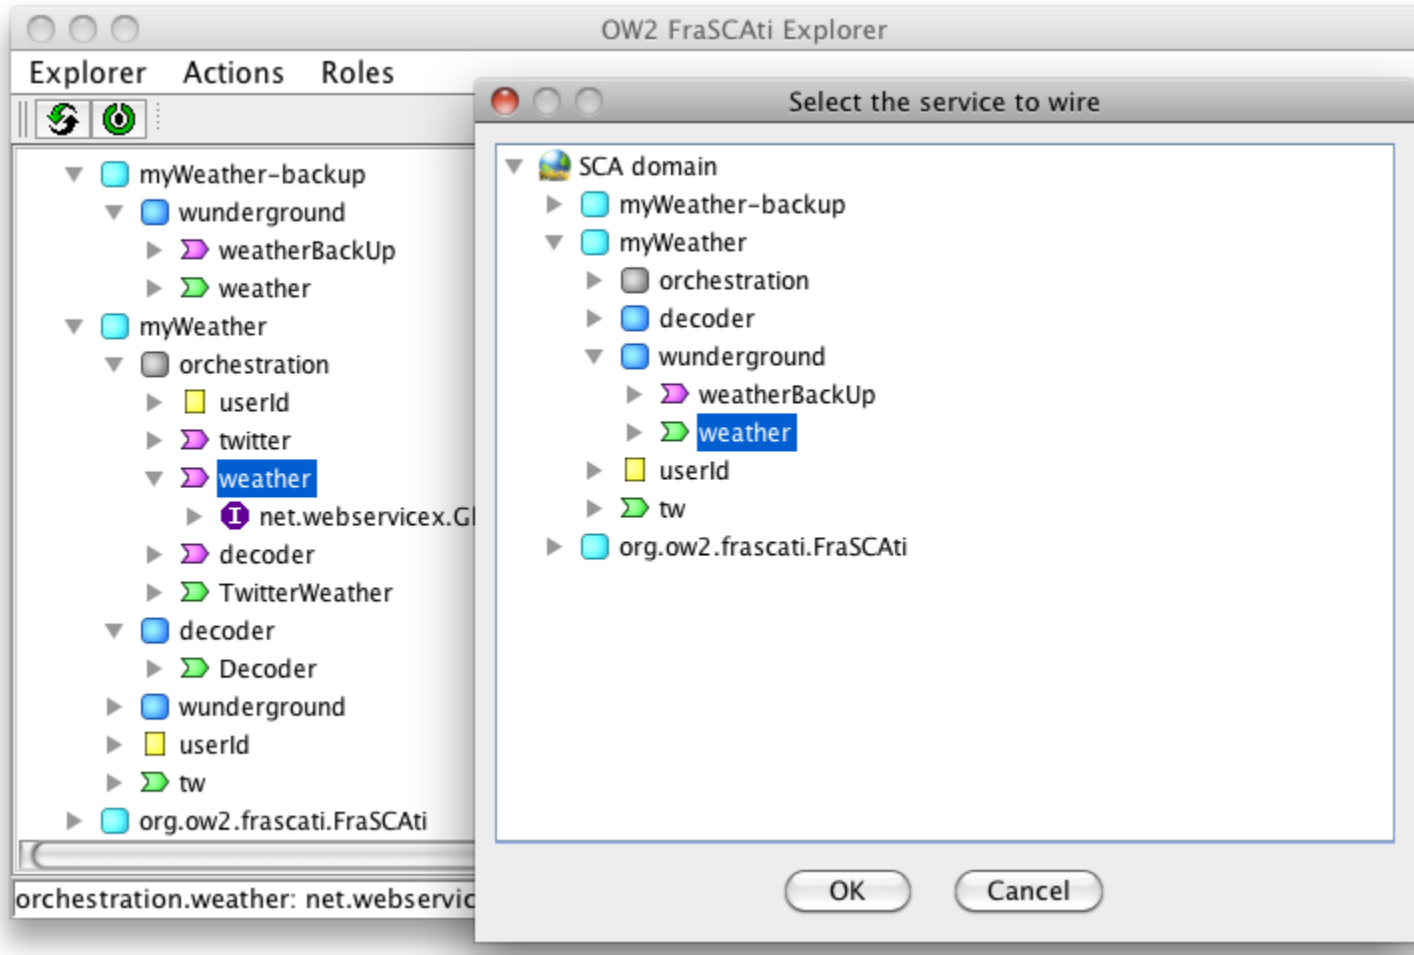 OW2 FraSCAti Explorer
Explorer Actions Roles
myWeather-backup
wunderground
weatherBackUp
weather
myWeather
orchestration
userId
twitter
weather
net.webservicex.Gl
decoder
TwitterWeather
decoder
Decoder
wunderground
userId
tw
org.ow2.frascati.FraSCAti
orchestration.weather: net.webservic
Select the service to wire
SCA domain
myWeather-backup
myWeather
orchestration
decoder
wunderground
weatherBackUp
weather
userId
tw
org.ow2.frascati.FraSCAti
OK Cancel